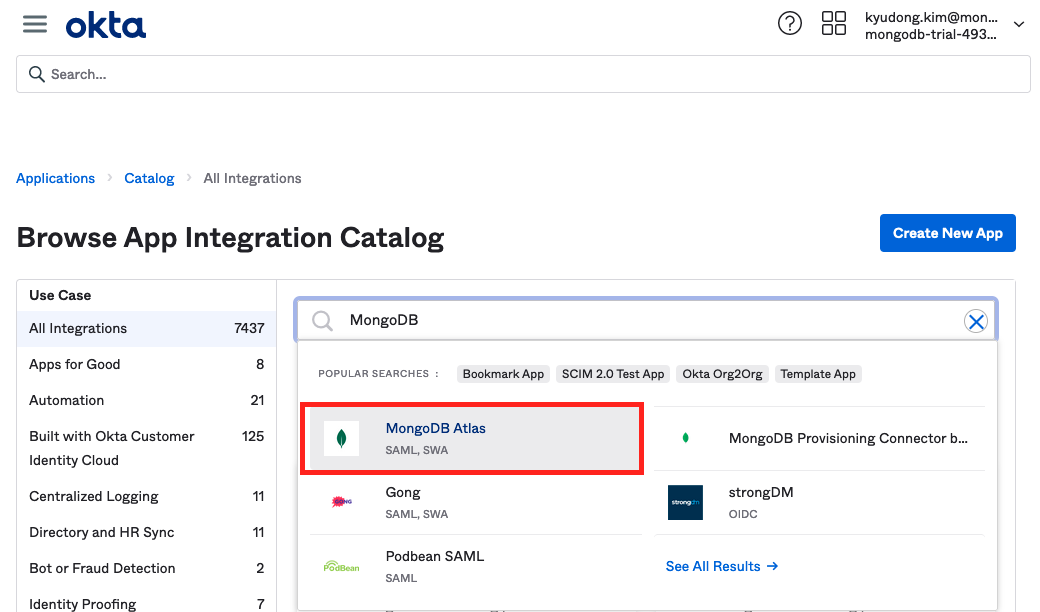 okta
kyudong.kim@mon...
mongodb-trial-493...
Search...
Applications > Catalog > All Integrations
Browse App Integration Catalog
Create New App
Use Case
All Integrations 7437
Apps for Good 8
Automation 21
Built with Okta Customer Identity Cloud 125
Centralized Logging 11
Directory and HR Sync 11
Bot or Fraud Detection 2
Identity Proofing 7
MongoDB
POPULAR SEARCHES : Bookmark App SCIM 2.0 Test App Okta Org2Org Template App
MongoDB Atlas
SAML, SWA
MongoDB Provisioning Connector b...
GONG
Gong
SAML, SWA
strongdm
strongDM
OIDC
PodBean
Podbean SAML
SAML
See All Results →